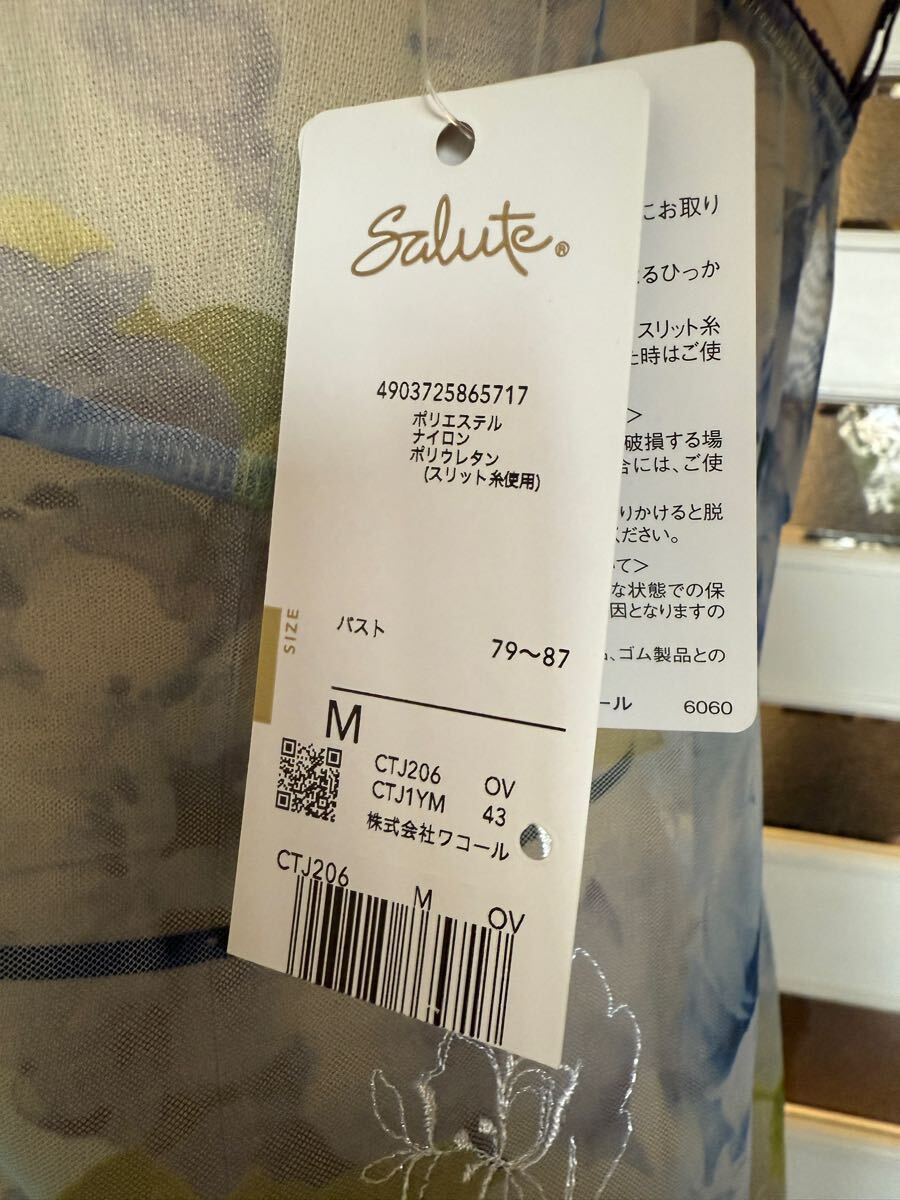 Salute®
4903725865717
ポリエステル
ナイロン
ポリウレタン
(スリット糸使用)
SIZE
バスト
79〜87
M
CTJ206 OV
CTJ1YM 43
株式会社ワコール
CTJ206 M OV
にお取り
るひっか
スリット糸
た時はご使
>
破損する場
合には、ご使
りかけると脱
ください。
いて>
な状態での保
因となりますの
、ゴム製品との
ール 6060